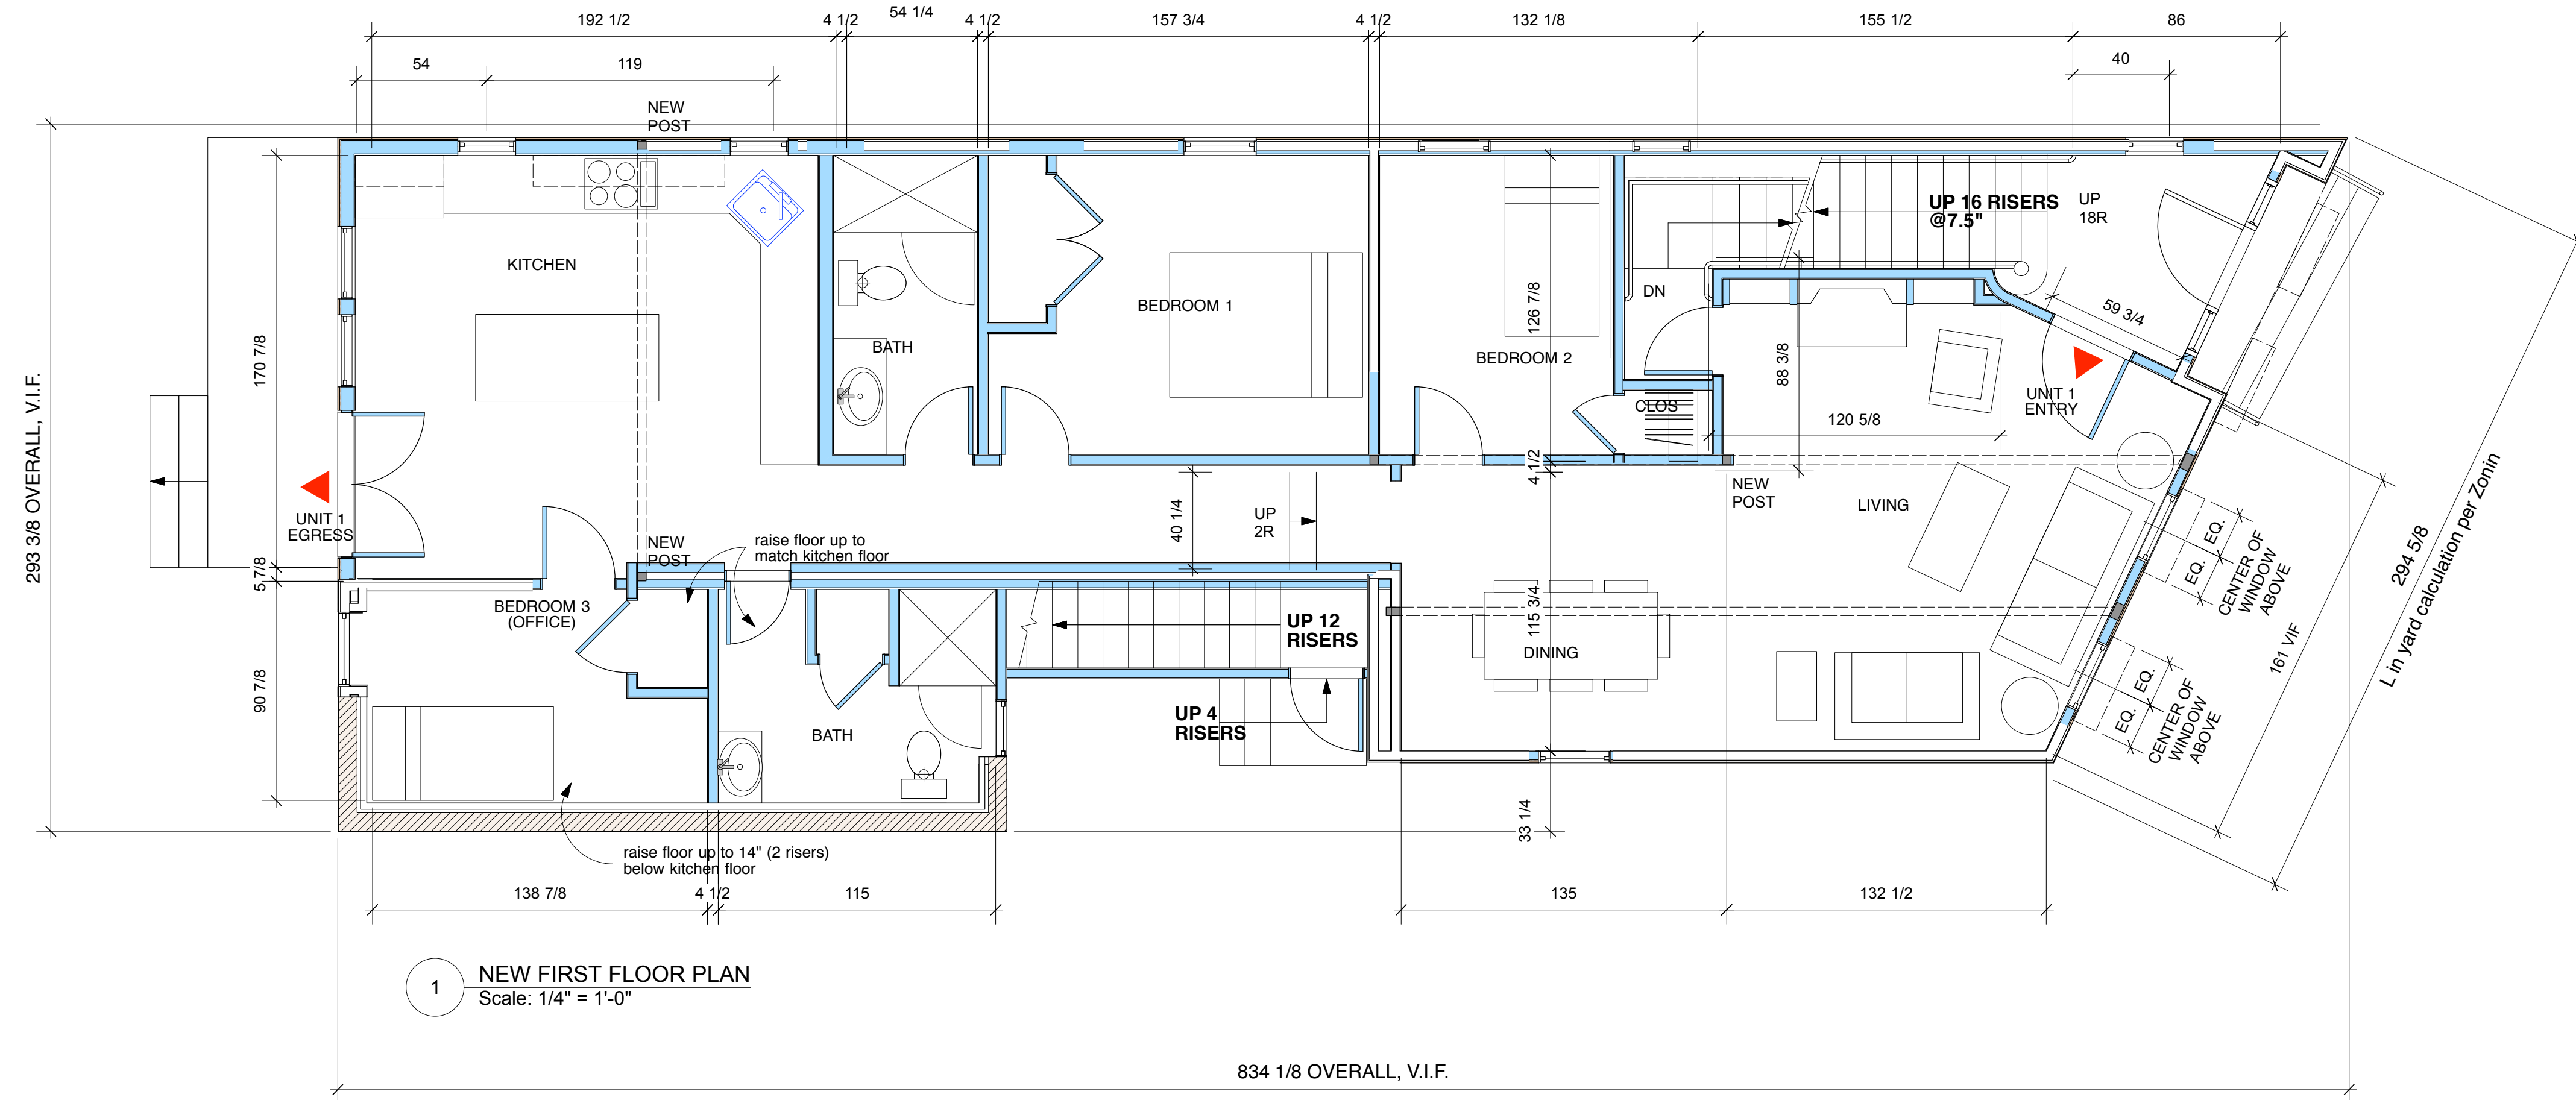 192 1/2
4 1/2
54 1/4
4 1/2
157 3/4
4 1/2
132 1/8
155 1/2
86
54
119
40
NEW
POST
UP 16 RISERS
@7.5"
UP
18R
KITCHEN
BEDROOM 1
DN
126 7/8
59 3/4
BATH
BEDROOM 2
88 3/8
170 7/8
293 3/8 OVERALL, V.I.F.
CLOS
120 5/8
UNIT 1
ENTRY
4 1/2
NEW
POST
LIVING
UNIT 1
EGRESS
40 1/4
UP
2R
EQ.
EQ.
CENTER OF
WINDOW
ABOVE
294 5/8
L in yard calculation per Zonin
NEW
POST
raise floor up to
match kitchen floor
5 7/8
BEDROOM 3
(OFFICE)
UP 12
RISERS
115 3/4
DINING
161 VIF
90 7/8
BATH
UP 4
RISERS
EQ.
EQ.
CENTER OF
WINDOW
ABOVE
33 1/4
raise floor up to 14" (2 risers)
below kitchen floor
138 7/8
4 1/2
115
135
132 1/2
1
NEW FIRST FLOOR PLAN
Scale: 1/4" = 1'-0"
834 1/8 OVERALL, V.I.F.